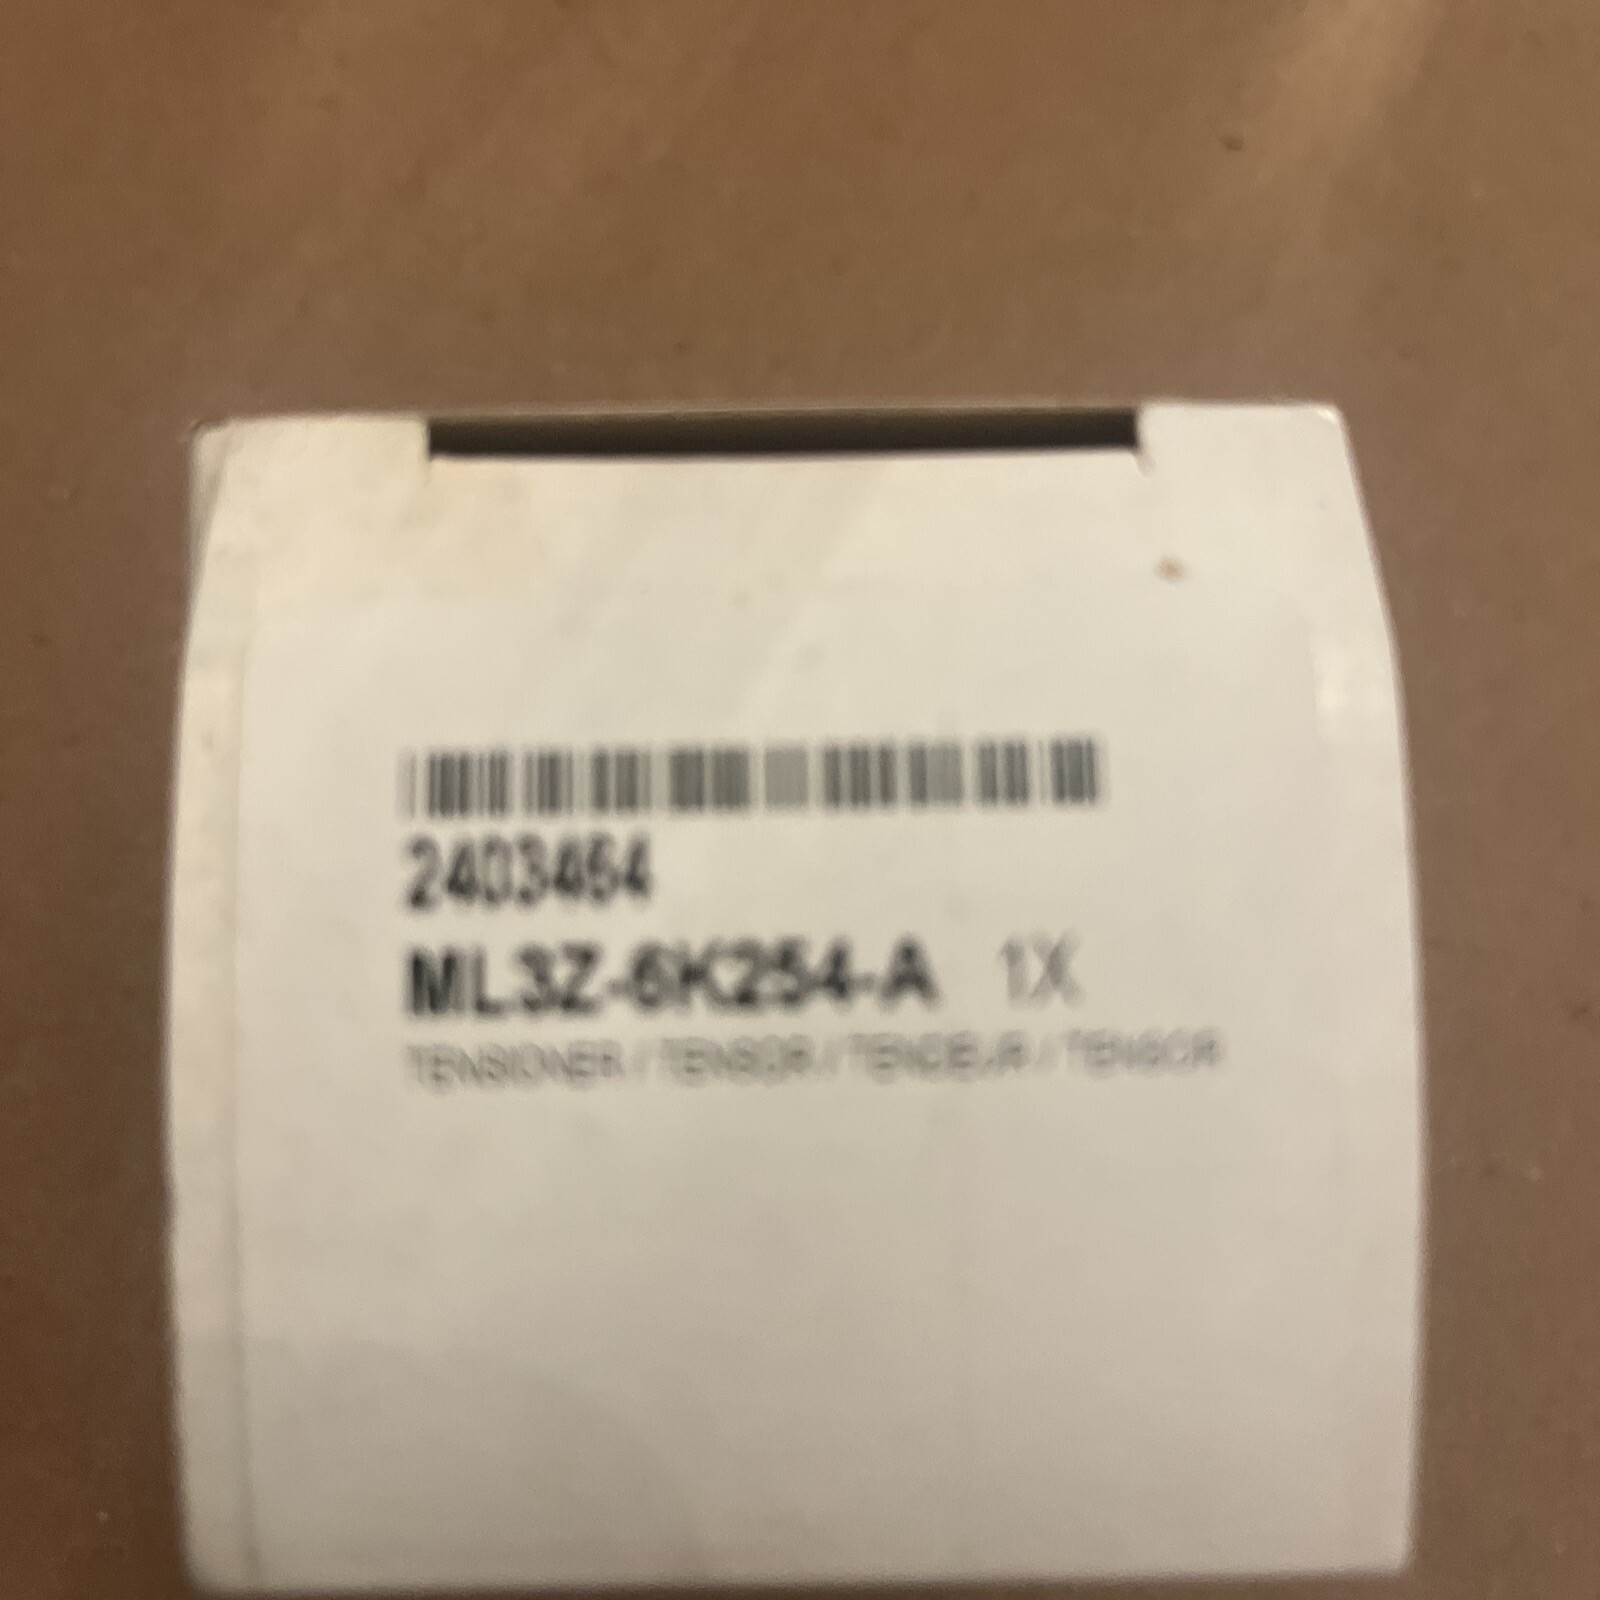 2403464
ML3Z-6K254-A 1X
TENSIONER / TENSOR / TENDEUR / TENSOR